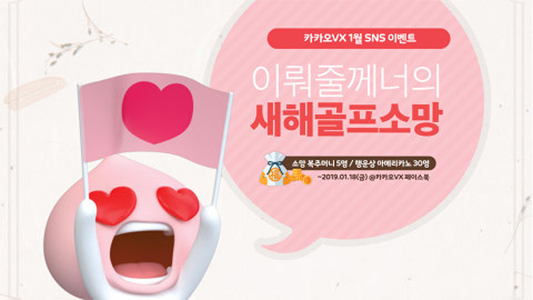 카카오VX 1월 SNS 이벤트
이뤄줄께너의
새해골프소망
소망 복주머니 5명 / 행운상 아메리카노 30명
~2019.01.18(금) @카카오VX 페이스북